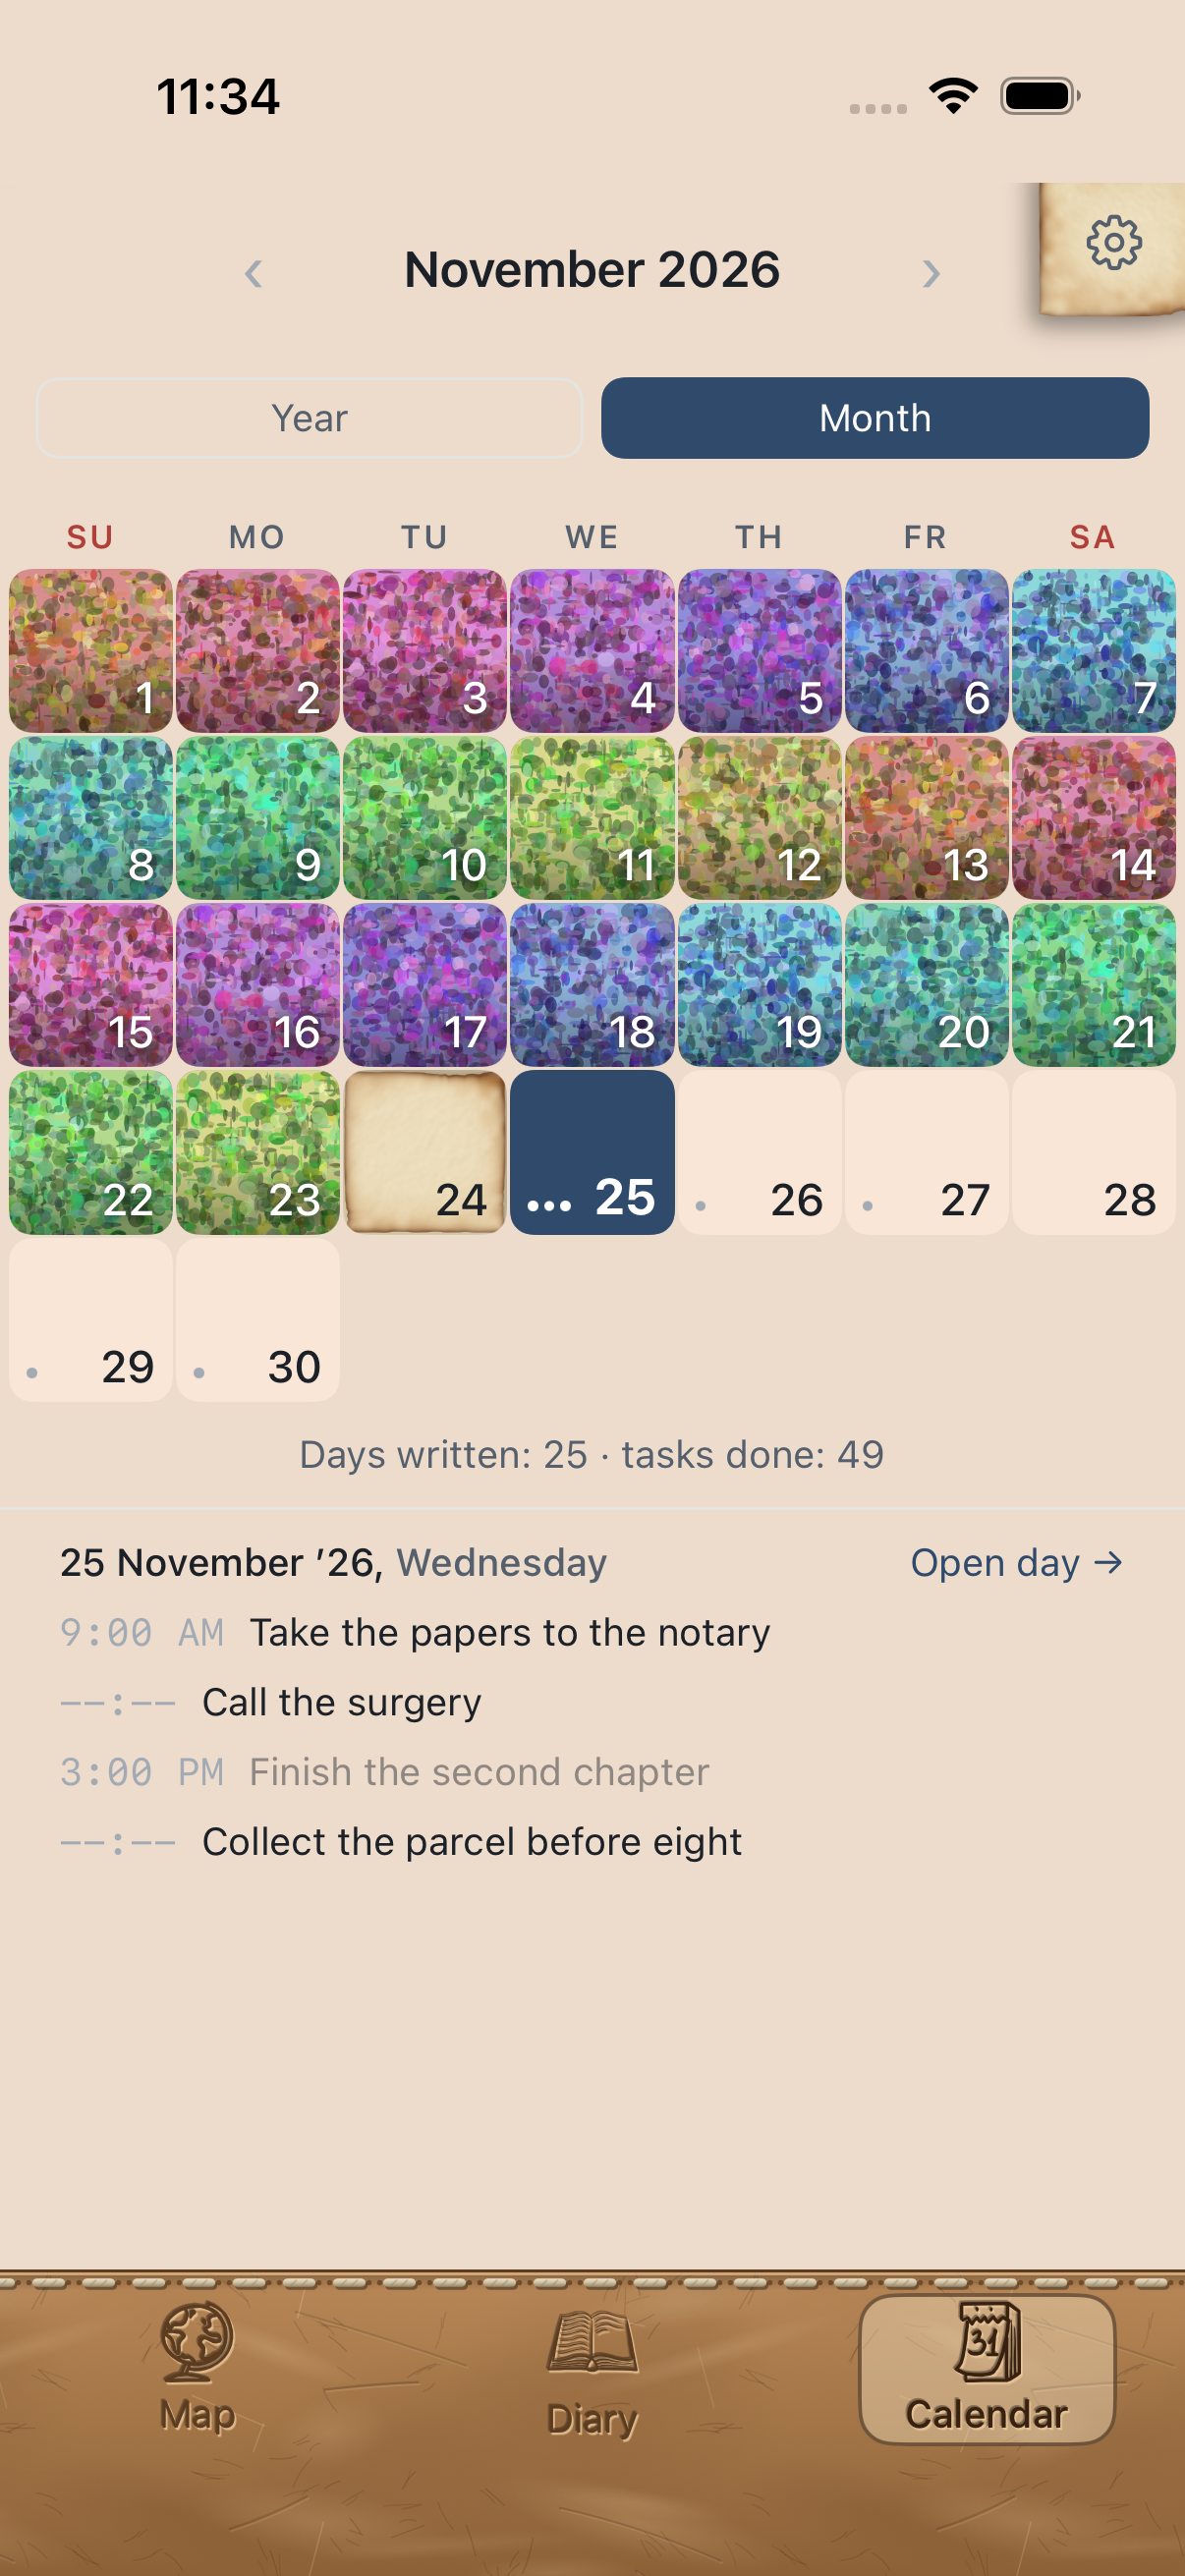 11:34
‹ November 2026 ›
Year Month
SU MO TU WE TH FR SA
1 2 3 4 5 6 7
8 9 10 11 12 13 14
15 16 17 18 19 20 21
22 23 24 ... 25 26 27 28
29 30
Days written: 25 · tasks done: 49
25 November ’26, Wednesday Open day →
9:00 AM Take the papers to the notary
--:-- Call the surgery
3:00 PM Finish the second chapter
--:-- Collect the parcel before eight
31
Map Diary Calendar